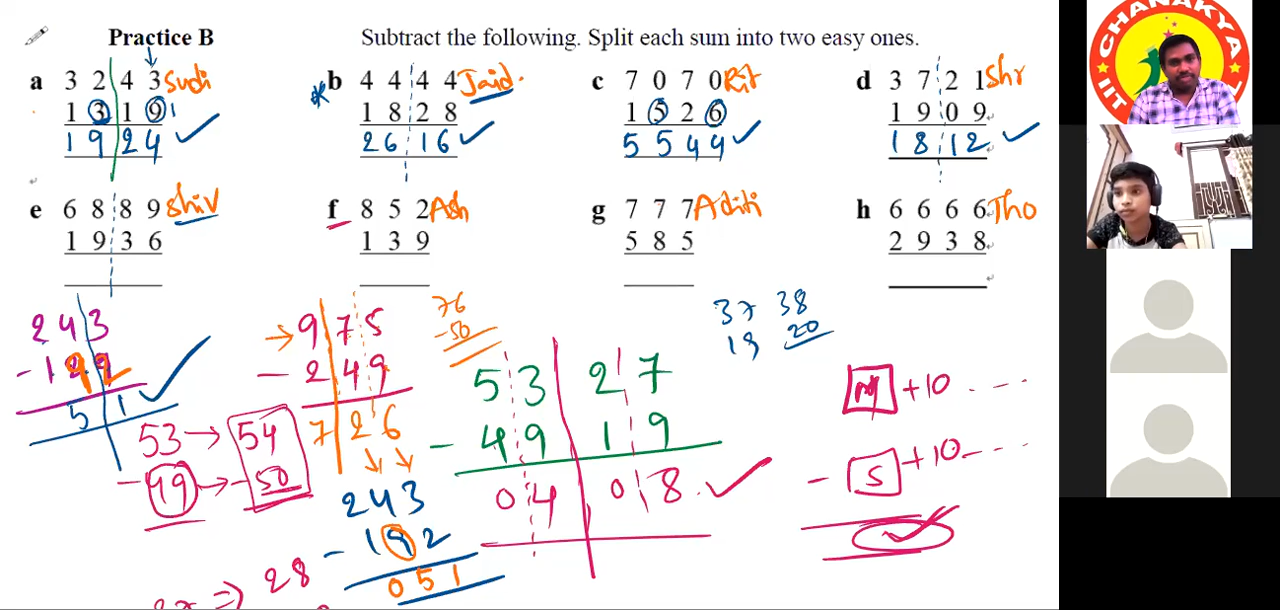 Practice B Subtract the following. Split each sum into two easy ones.
a 3 2 4 3 Sudi b 4 4 4 4 Jaid. c 7 0 7 0 Rit d 3 7 2 1 Shr
1 3 1 9 1 8 2 8 1 5 2 6 1 9 0 9
1 9 2 4 2 6 1 6 5 5 4 4 1 8 1 2
e 6 8 8 9 Shiv f 8 5 2 Ash g 7 7 7 Aditi h 6 6 6 6 Tho
1 9 3 6 1 3 9 5 8 5 2 9 3 8
2 4 3
- 1 9 2
5 1
53 → 54
- 49 → - 50
9 7 5
- 2 4 9
7 2 6
76
- 50
2 4 3
- 1 9 2
0 5 1
28
5 3 2 7
- 4 9 1 9
0 4 0 8
37 38
19 20
+10 - - -
- 5 +10 - - -
CHANAKYA
IIT